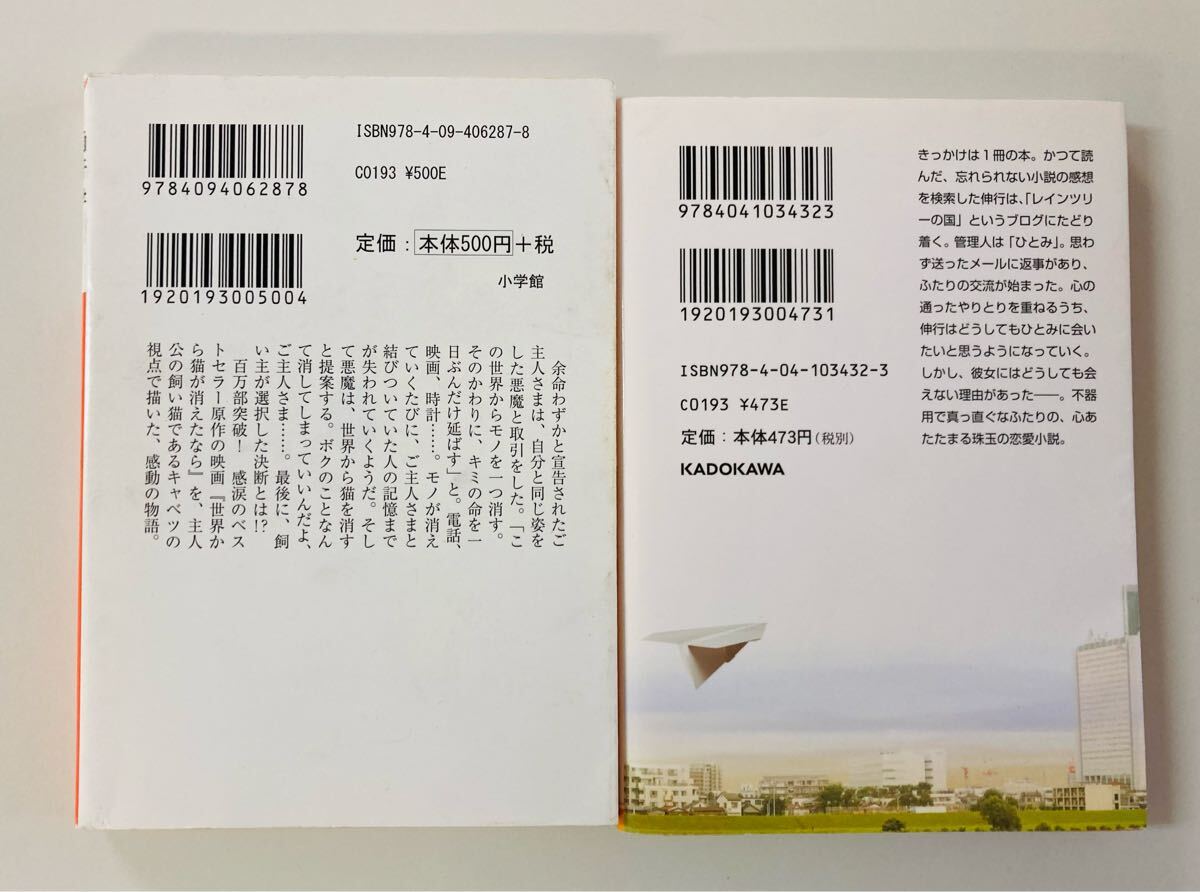 ISBN978-4-09-406287-8
9784094062878
C0193 ¥500E
1920193005004
定価：本体500円＋税
小学館
余命わずかと宣告されたご
主人さまは、自分と同じ姿を
した悪魔と取引をした。「こ
の世界からモノを一つ消す。
そのかわりに、キミの命を一
日ぶんだけ延ばす」と。電話、
映画、時計……。モノが消え
ていくたびに、ご主人さまと
結びついていた人の記憶まで
が失われていくようだ。そし
て悪魔は、世界から猫を消す
と提案する。ボクのことなん
て消してしまっていいんだよ、
ご主人さま……。最後に、飼
い主が選択した決断とは!?
百万部突破！　感涙のベス
トセラー原作の映画『世界か
ら猫が消えたなら』を、主人
公の飼い猫であるキャベツの
視点で描いた、感動の物語。
9784041034323
1920193004731
ISBN978-4-04-103432-3
C0193 ¥473E
定価：本体473円（税別）
KADOKAWA
きっかけは１冊の本。かつて読
んだ、忘れられない小説の感想
を検索した伸行は、「レインツリ
ーの国」というブログにたどり
着く。管理人は「ひとみ」。思わ
ず送ったメールに返事があり、
ふたりの交流が始まった。心の
通ったやりとりを重ねるうち、
伸行はどうしてもひとみに会い
たいと思うようになっていく。
しかし、彼女にはどうしても会
えない理由があった――。不器
用で真っ直ぐなふたりの、心あ
たたまる珠玉の恋愛小説。